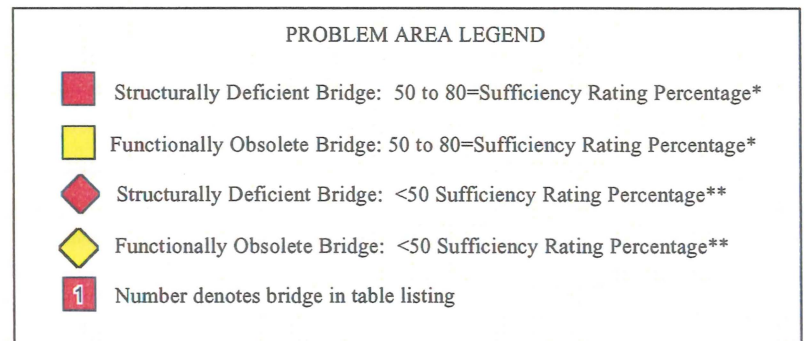 PROBLEM AREA LEGEND
Structurally Deficient Bridge: 50 to 80=Sufficiency Rating Percentage*
Functionally Obsolete Bridge: 50 to 80=Sufficiency Rating Percentage*
Structurally Deficient Bridge: <50 Sufficiency Rating Percentage**
Functionally Obsolete Bridge: <50 Sufficiency Rating Percentage**
1 Number denotes bridge in table listing